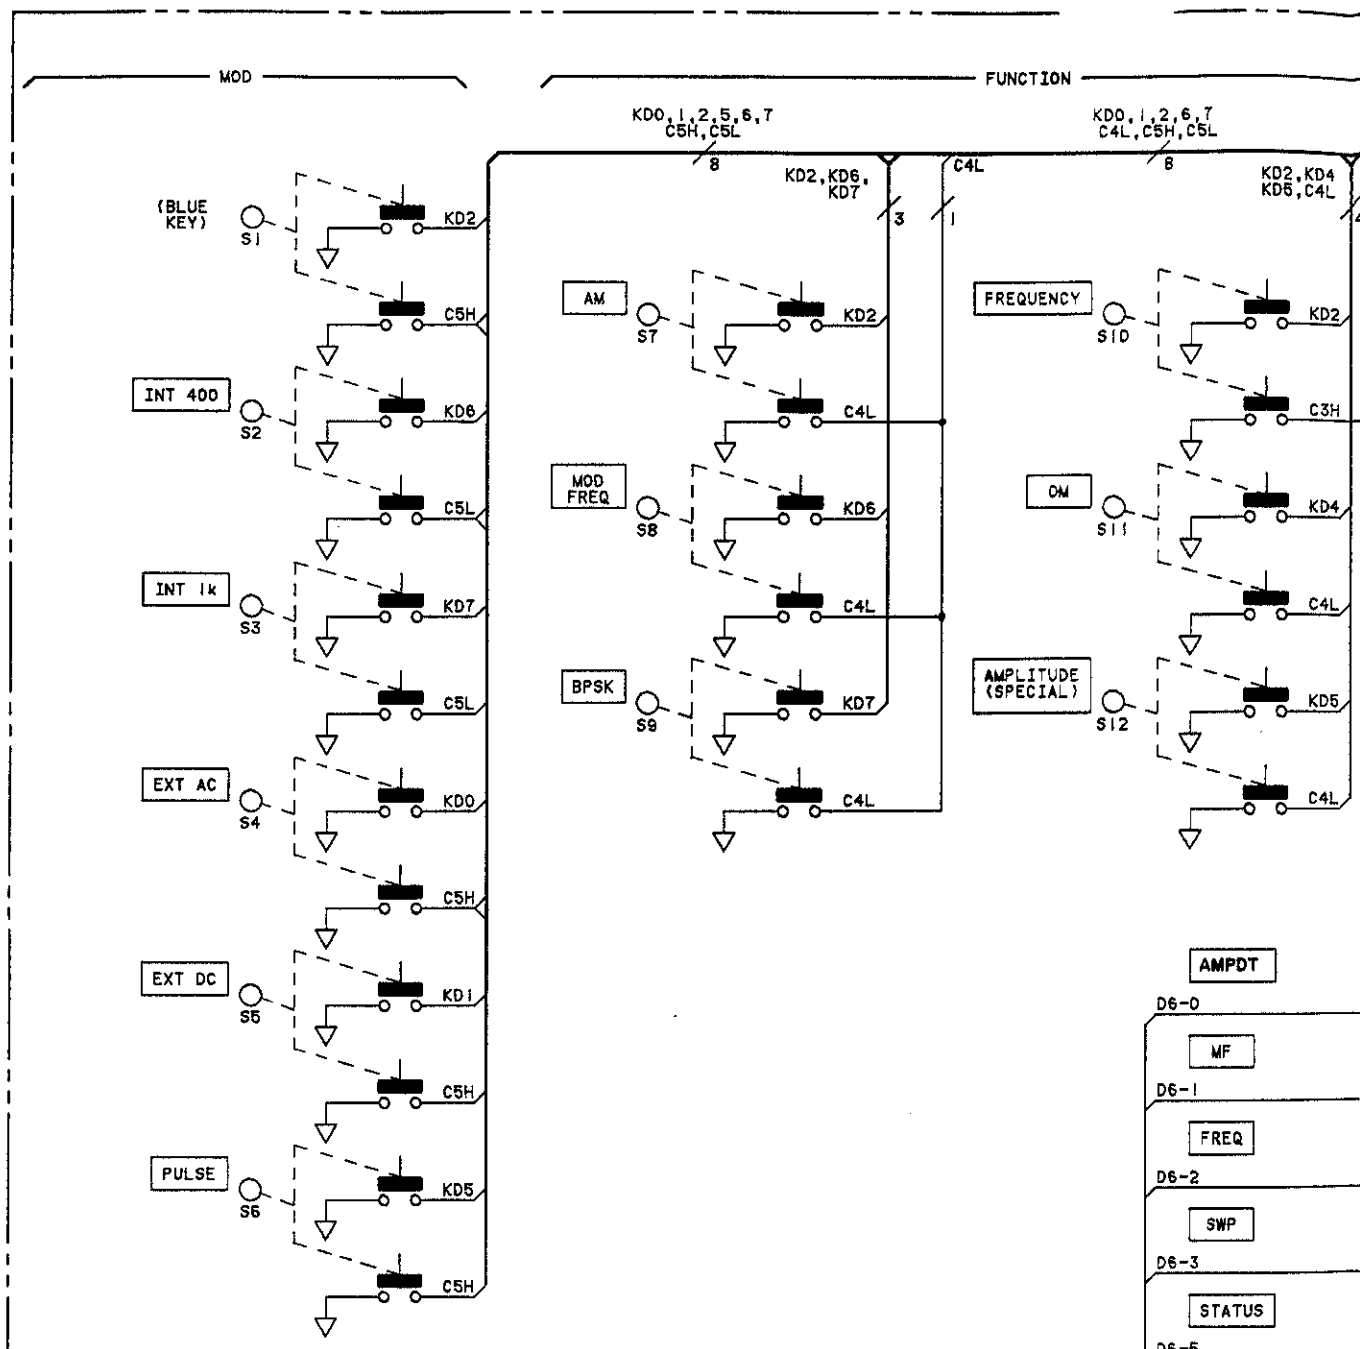 MOD
FUNCTION
KD0,1,2,5,6,7
C5H,C5L
8
KD0,1,2,6,7
C4L,C5H,C5L
8
C4L
KD2,KD6,
KD7
3
1
KD2,KD4
KD5,C4L
4
(BLUE
KEY)
S1
KD2
C5H
INT 400
S2
KD6
C5L
INT 1k
S3
KD7
C5L
EXT AC
S4
KD0
C5H
EXT DC
S5
KD1
C5H
PULSE
S6
KD5
C5H
AM
S7
KD2
C4L
MOD
FREQ
S8
KD6
C4L
BPSK
S9
KD7
C4L
FREQUENCY
S10
KD2
C3H
ΦM
S11
KD4
C4L
AMPLITUDE
(SPECIAL)
S12
KD5
C4L
AMPDT
D6-0
MF
D6-1
FREQ
D6-2
SWP
D6-3
STATUS
D6-5